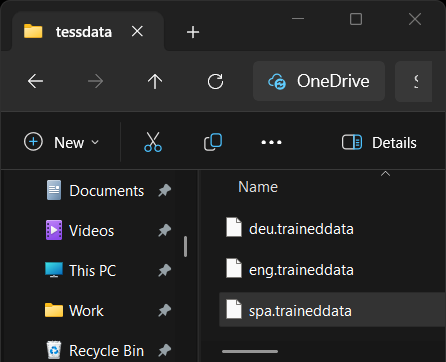 tessdata
OneDrive
New
Details
Documents
Videos
This PC
Work
Recycle Bin
Name
deu.traineddata
eng.traineddata
spa.traineddata